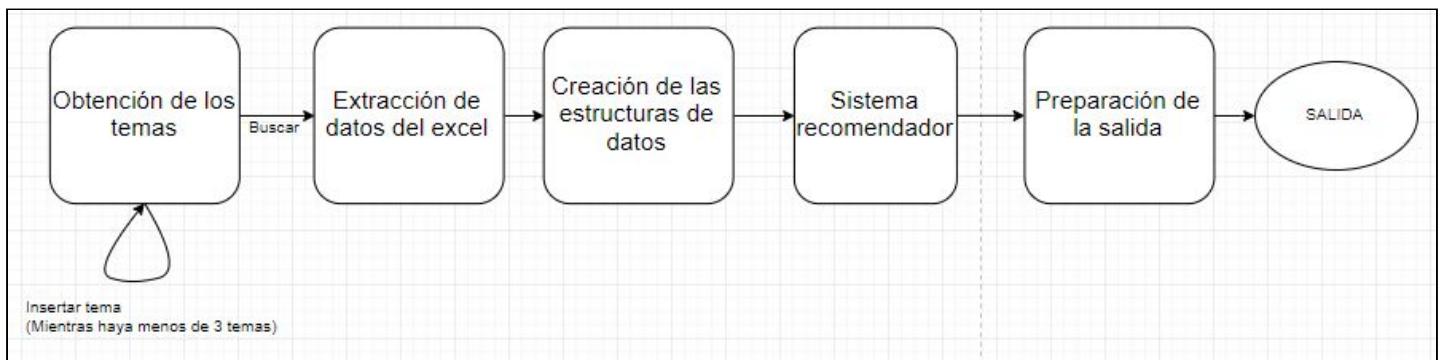 Obtención de los
temas
Buscar
Extracción de
datos del excel
Creación de las
estructuras de
datos
Sistema
recomendador
Preparación de
la salida
SALIDA
Insertar tema
(Mientras haya menos de 3 temas)